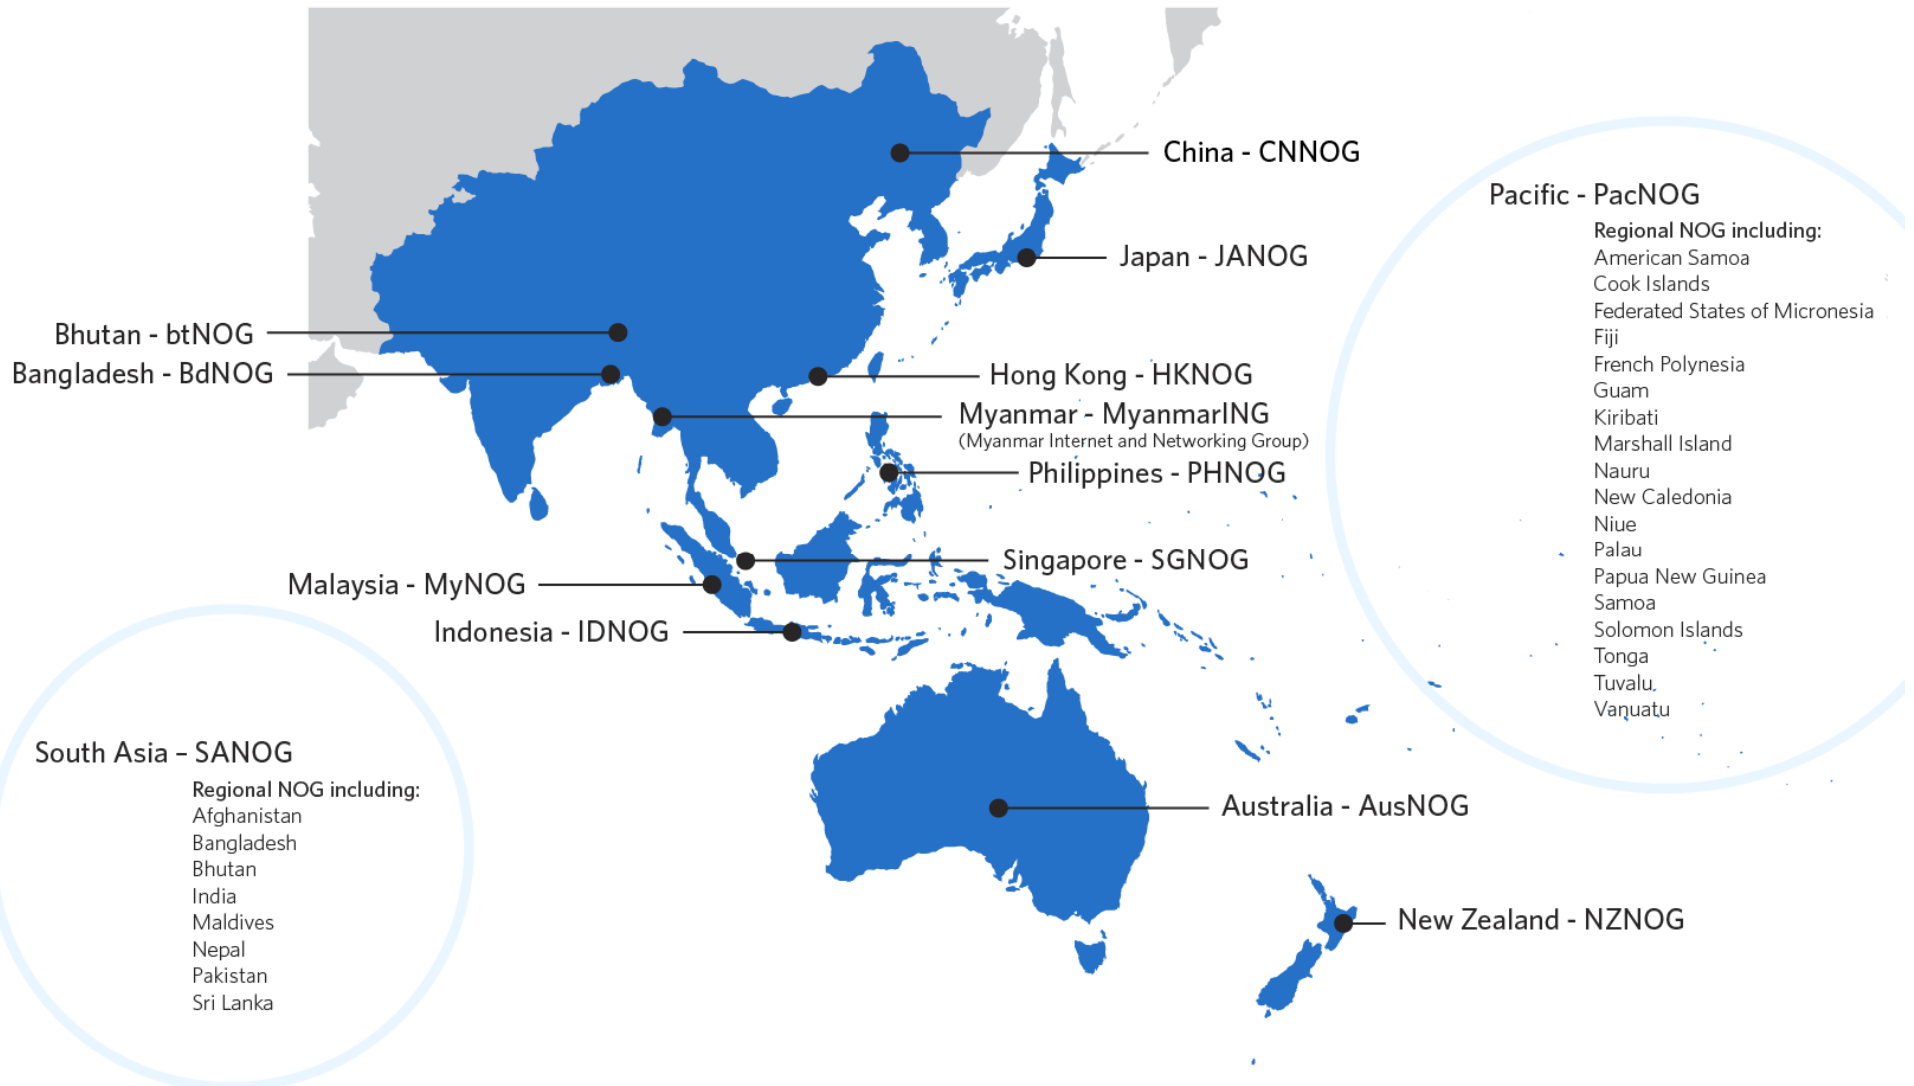 China - CNNOG
Japan - JANOG
Bhutan - btNOG
Bangladesh - BdNOG
Hong Kong - HKNOG
Myanmar - MyanmarING
(Myanmar Internet and Networking Group)
Philippines - PHNOG
Singapore - SGNOG
Malaysia - MyNOG
Indonesia - IDNOG
Australia - AusNOG
New Zealand - NZNOG
Pacific - PacNOG
Regional NOG including:
American Samoa
Cook Islands
Federated States of Micronesia
Fiji
French Polynesia
Guam
Kiribati
Marshall Island
Nauru
New Caledonia
Niue
Palau
Papua New Guinea
Samoa
Solomon Islands
Tonga
Tuvalu
Vanuatu
South Asia – SANOG
Regional NOG including:
Afghanistan
Bangladesh
Bhutan
India
Maldives
Nepal
Pakistan
Sri Lanka